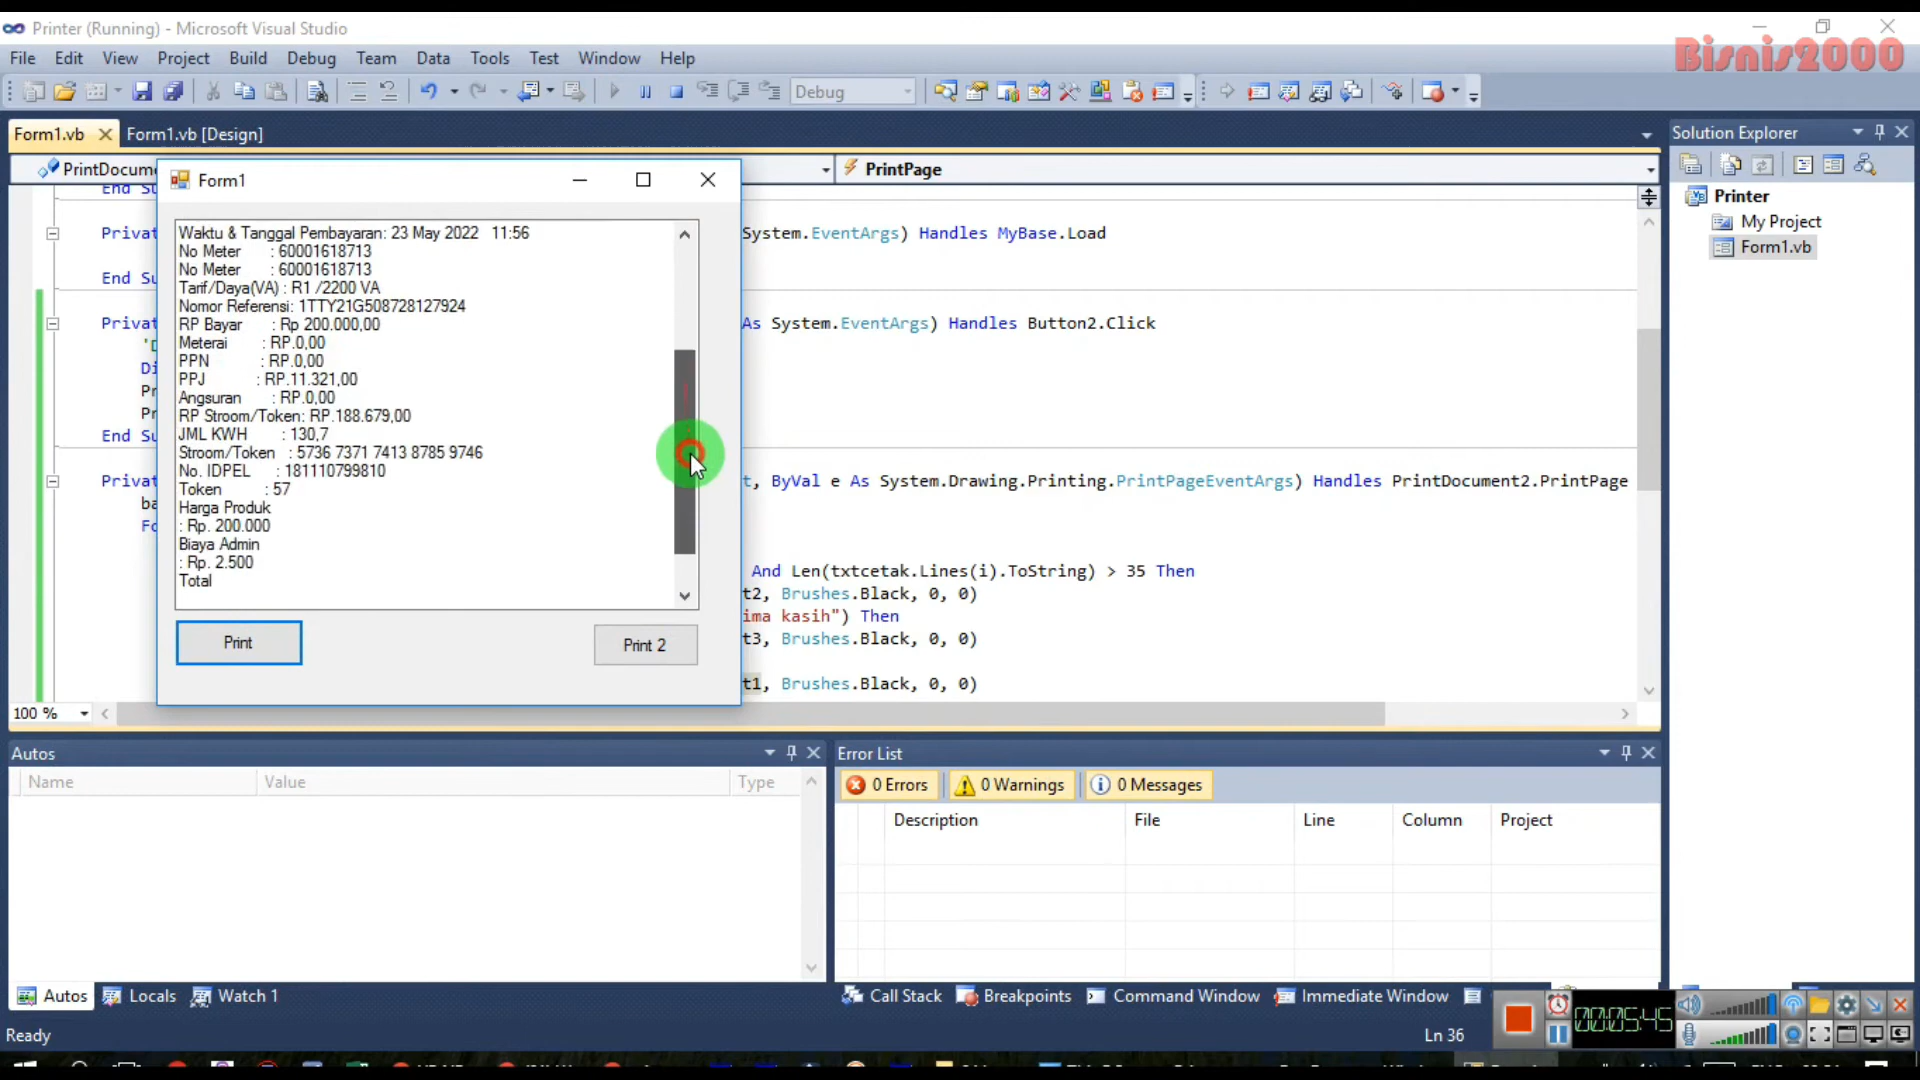 Printer (Running) - Microsoft Visual Studio
Bisnis2000
File Edit View Project Build Debug Team Data Tools Test Window Help
Debug
Form1.vb Form1.vb [Design]
Solution Explorer
PrintDocume PrintPage
Printer
My Project
Form1.vb
Form1
End Su
Privat System.EventArgs) Handles MyBase.Load
End Su
Privat As System.EventArgs) Handles Button2.Click
Di
Pr
Pr
End Su
Privat t, ByVal e As System.Drawing.Printing.PrintPageEventArgs) Handles PrintDocument2.PrintPage
ba
Fo
And Len(txtcetak.Lines(i).ToString) > 35 Then
t2, Brushes.Black, 0, 0)
ima kasih") Then
t3, Brushes.Black, 0, 0)
t1, Brushes.Black, 0, 0)
Waktu & Tanggal Pembayaran: 23 May 2022 11:56
No Meter : 60001618713
No Meter : 60001618713
Tarif/Daya(VA) : R1 /2200 VA
Nomor Referensi: 1TTY21G508728127924
RP Bayar : Rp 200.000,00
Meterai : RP.0,00
PPN : RP.0,00
PPJ : RP.11.321,00
Angsuran : RP.0,00
RP Stroom/Token: RP.188.679,00
JML KWH : 130,7
Stroom/Token : 5736 7371 7413 8785 9746
No. IDPEL : 181110799810
Token : 57
Harga Produk
: Rp. 200.000
Biaya Admin
: Rp. 2.500
Total
Print Print 2
100 %
Autos
Name Value Type
Error List
0 Errors 0 Warnings 0 Messages
Description File Line Column Project
Autos Locals Watch 1
Call Stack Breakpoints Command Window Immediate Window
Ready
Ln 36
00:05:45